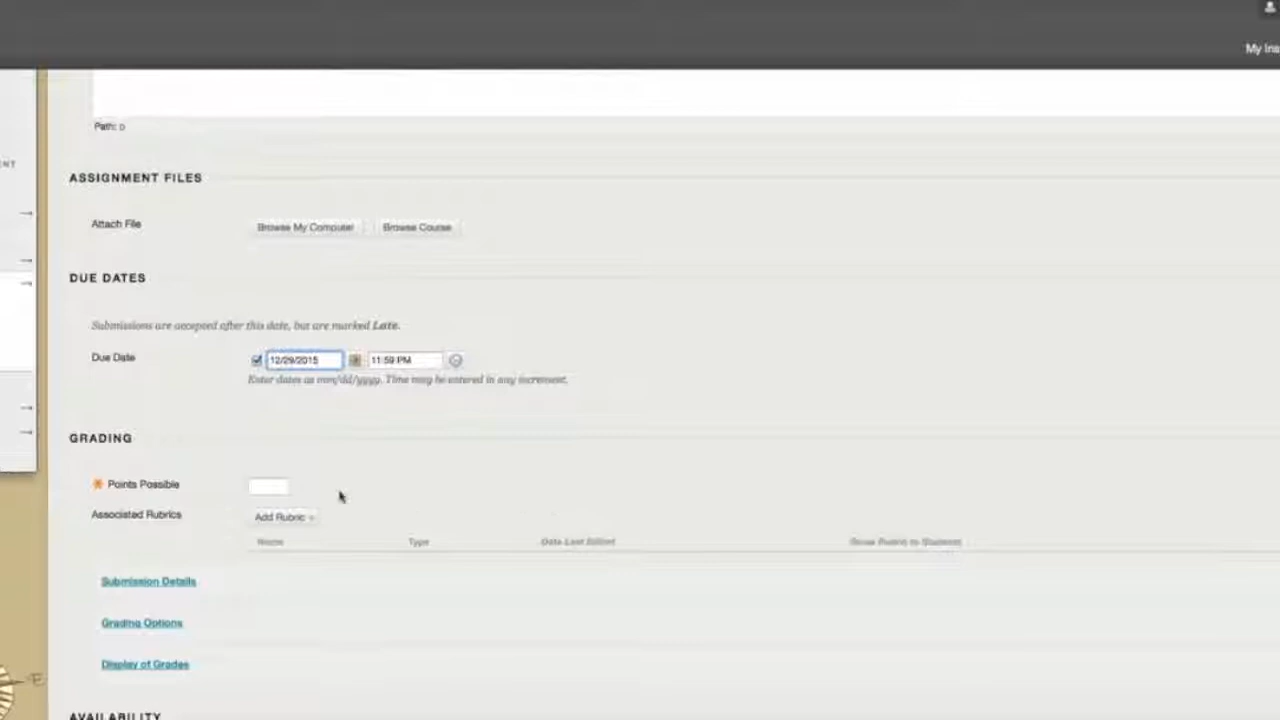 My Ins
Path: p
ENT
ASSIGNMENT FILES
Attach File
Browse My Computer
Browse Course
DUE DATES
Submissions are accepted after this date, but are marked Late.
Due Date
12/29/2015
11:59 PM
Enter dates as mm/dd/yyyy. Time may be entered in any increment.
GRADING
Points Possible
Associated Rubrics
Add Rubric
Name
Type
Date Last Edited
Show Rubric to Students
Submission Details
Grading Options
Display of Grades
E
AVAILABILITY